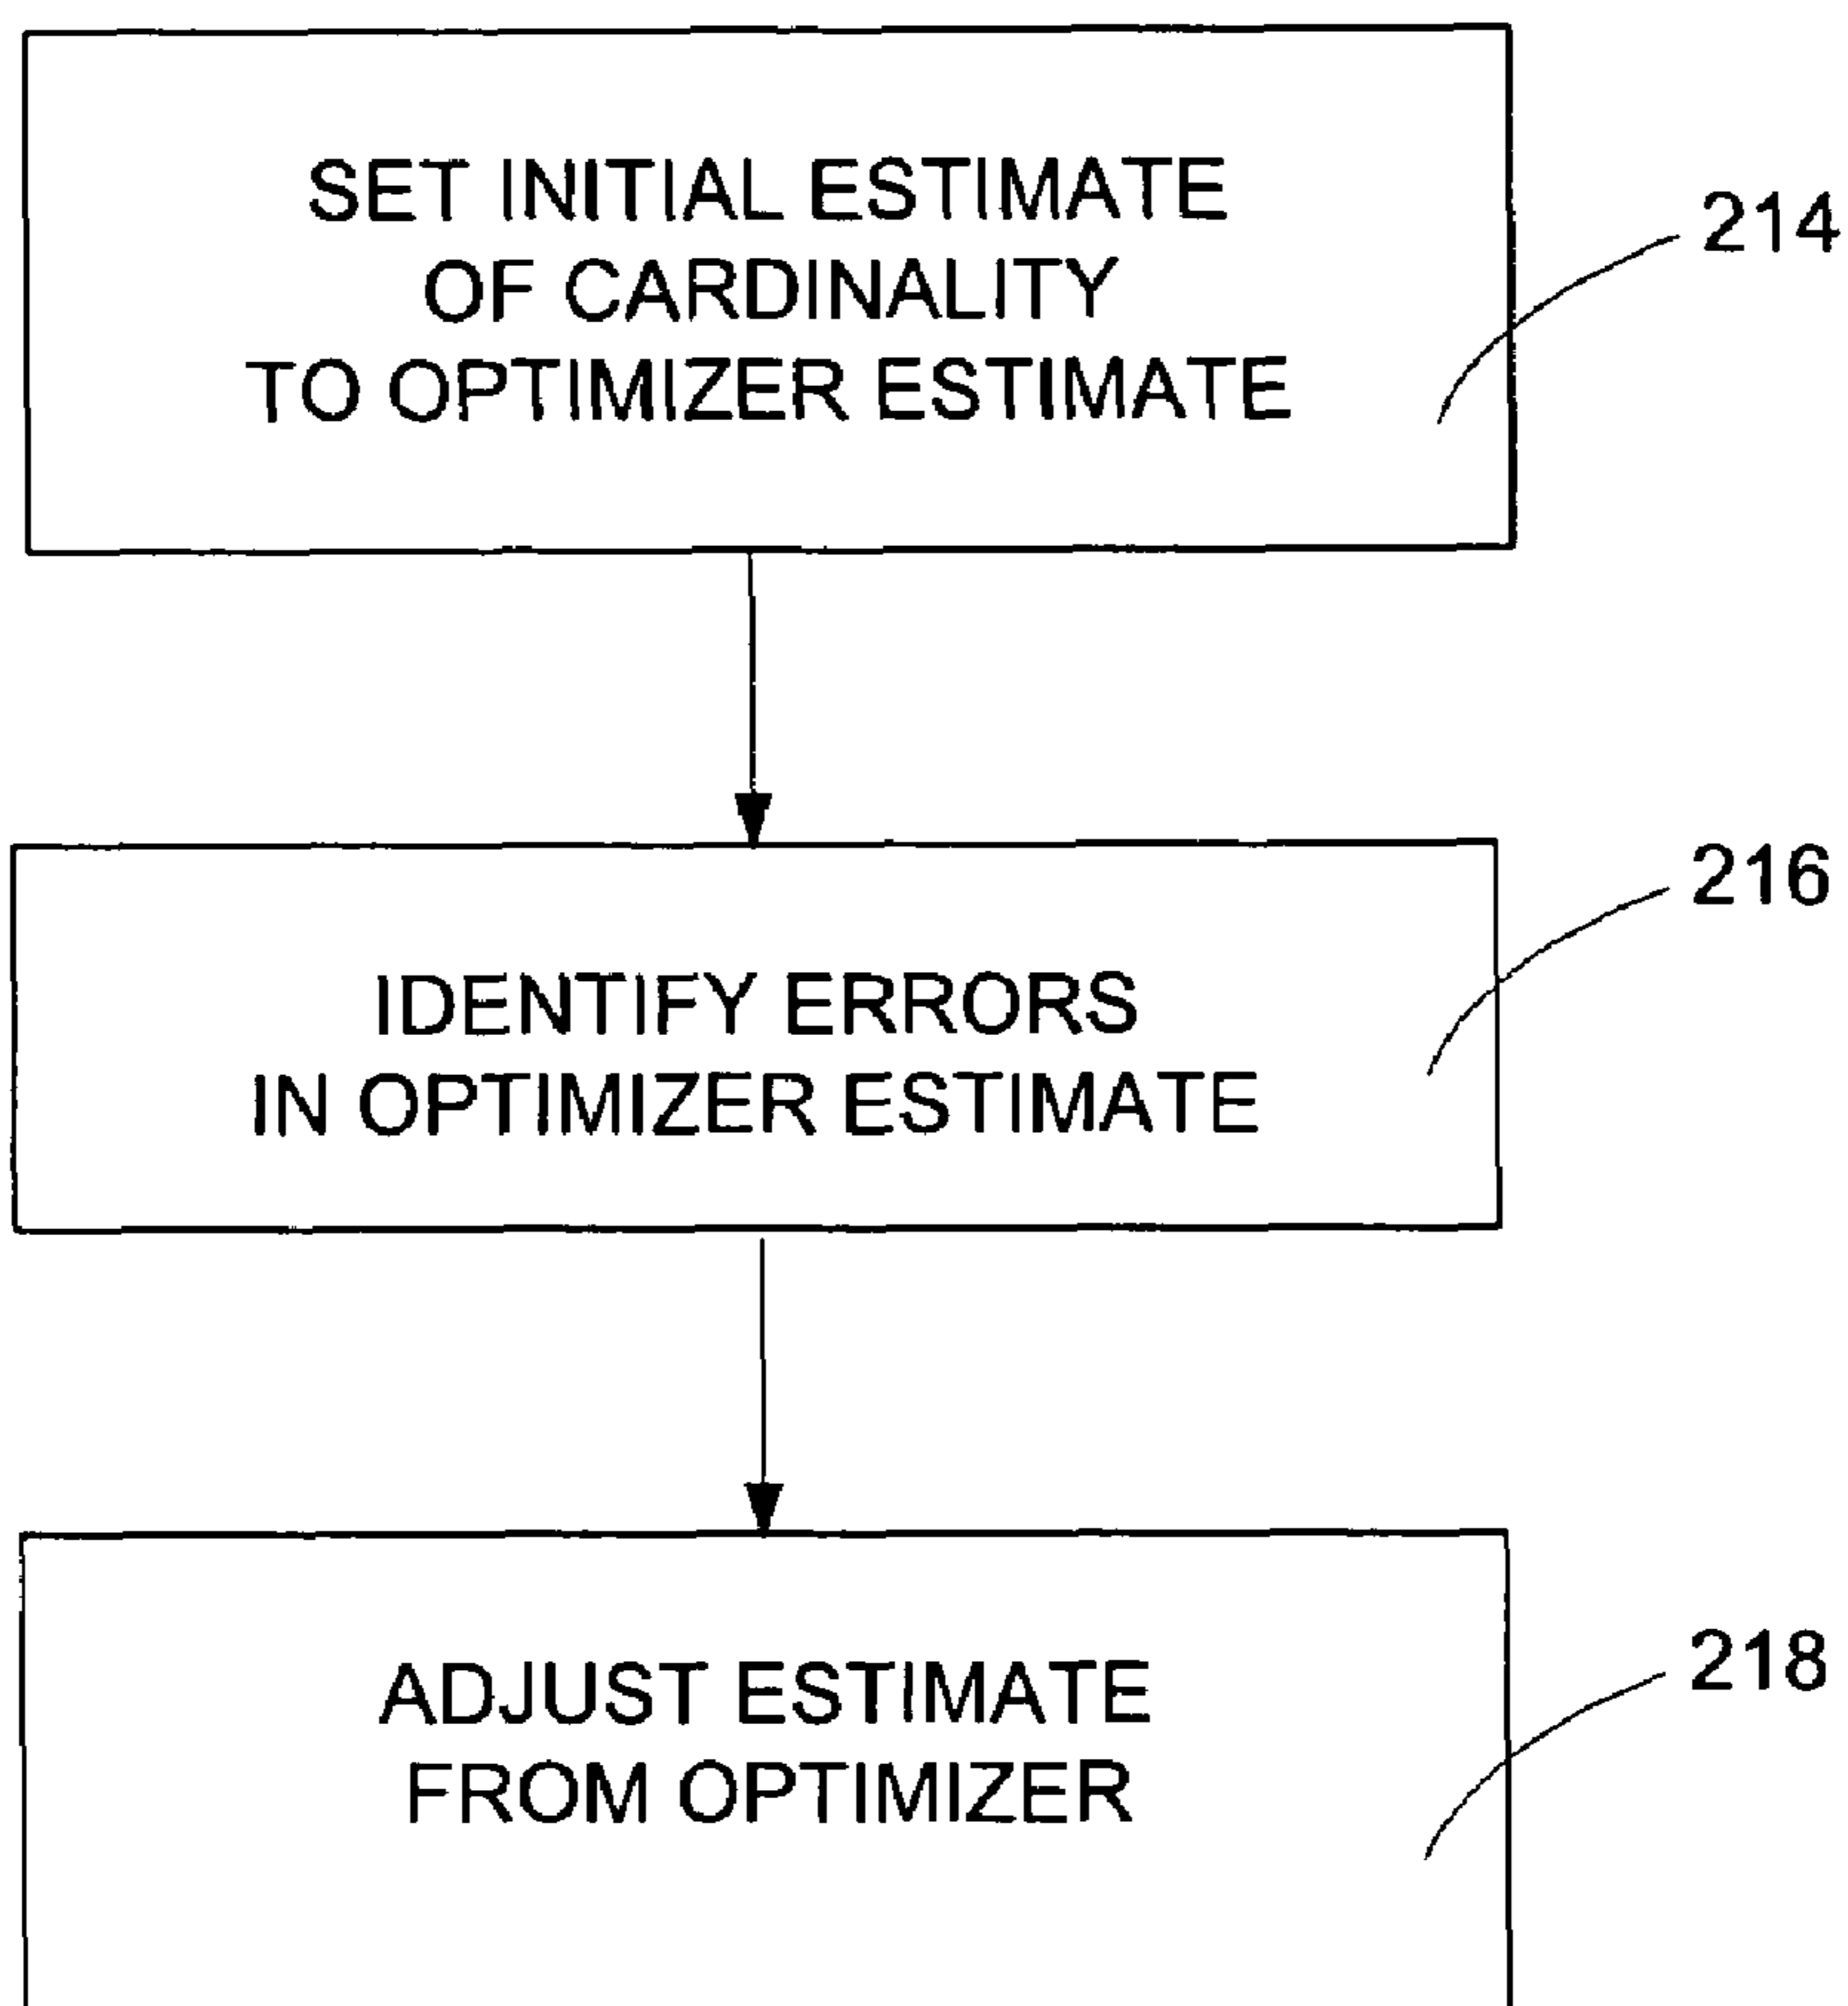 SET INITIAL ESTIMATE
OF CARDINALITY
TO OPTIMIZER ESTIMATE
214
IDENTIFY ERRORS
IN OPTIMIZER ESTIMATE
216
ADJUST ESTIMATE
FROM OPTIMIZER
218